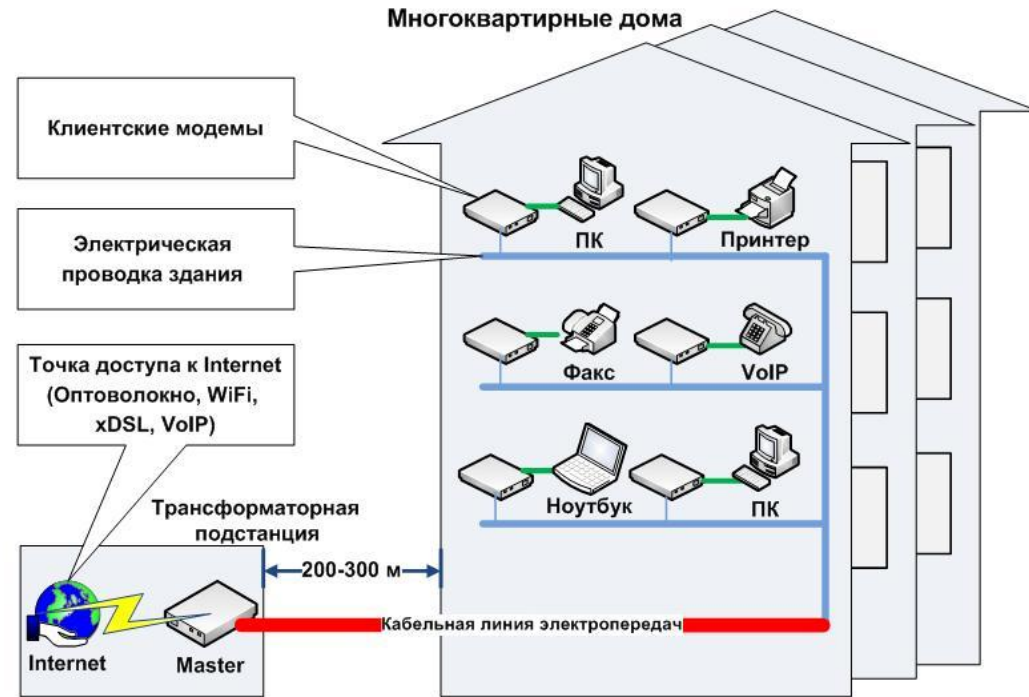 Многоквартирные дома
Клиентские модемы
ПК
Принтер
Электрическая
проводка здания
Факс
VoIP
Точка доступа к Internet
(Оптоволокно, WiFi,
xDSL, VoIP)
Ноутбук
ПК
Трансформаторная
подстанция
200-300 м
Кабельная линия электропередач
Internet
Master